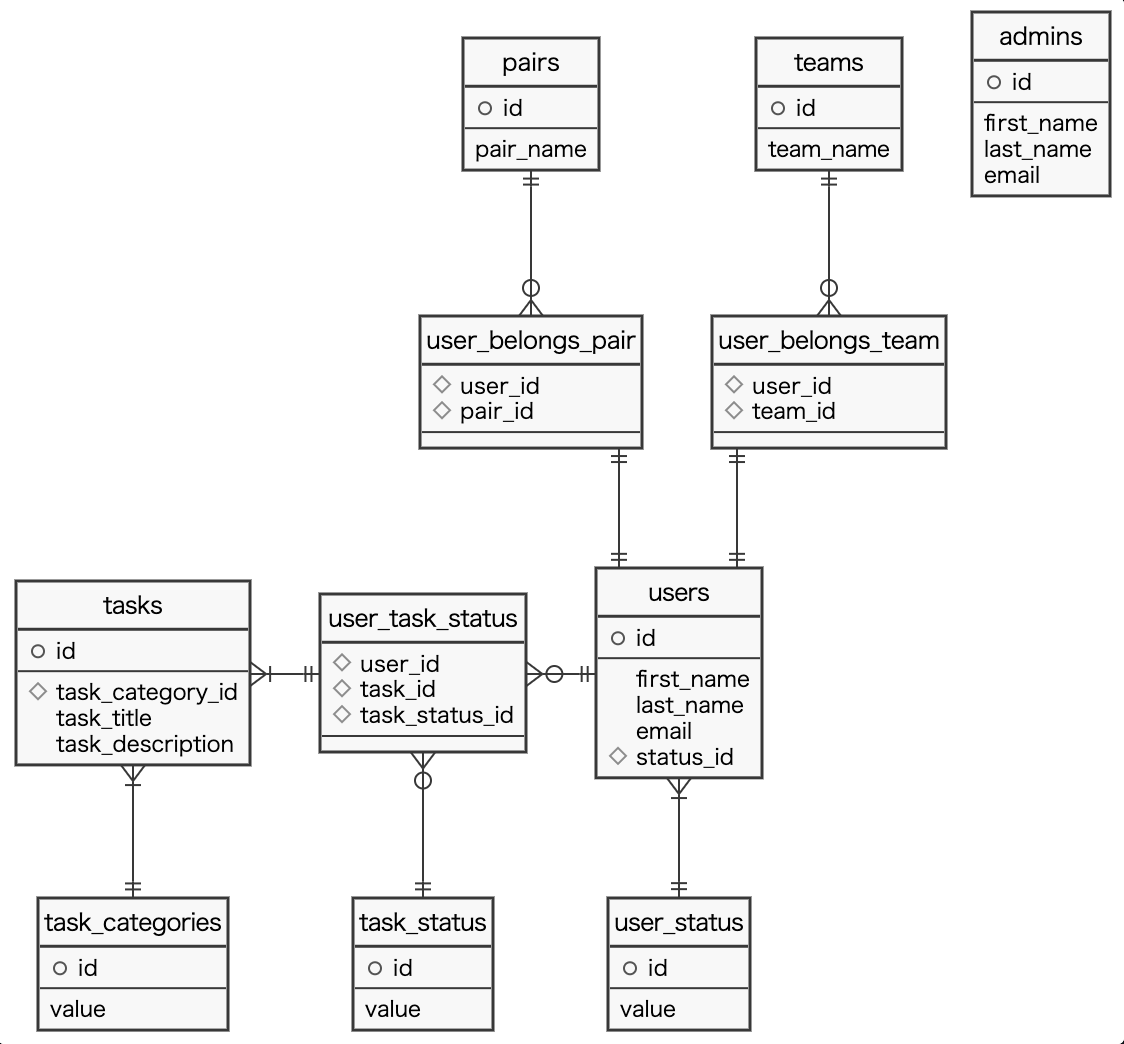 pairs
id
pair_name
teams
id
team_name
admins
id
first_name
last_name
email
user_belongs_pair
user_id
pair_id
user_belongs_team
user_id
team_id
tasks
id
task_category_id
task_title
task_description
user_task_status
user_id
task_id
task_status_id
users
id
first_name
last_name
email
status_id
task_categories
id
value
task_status
id
value
user_status
id
value